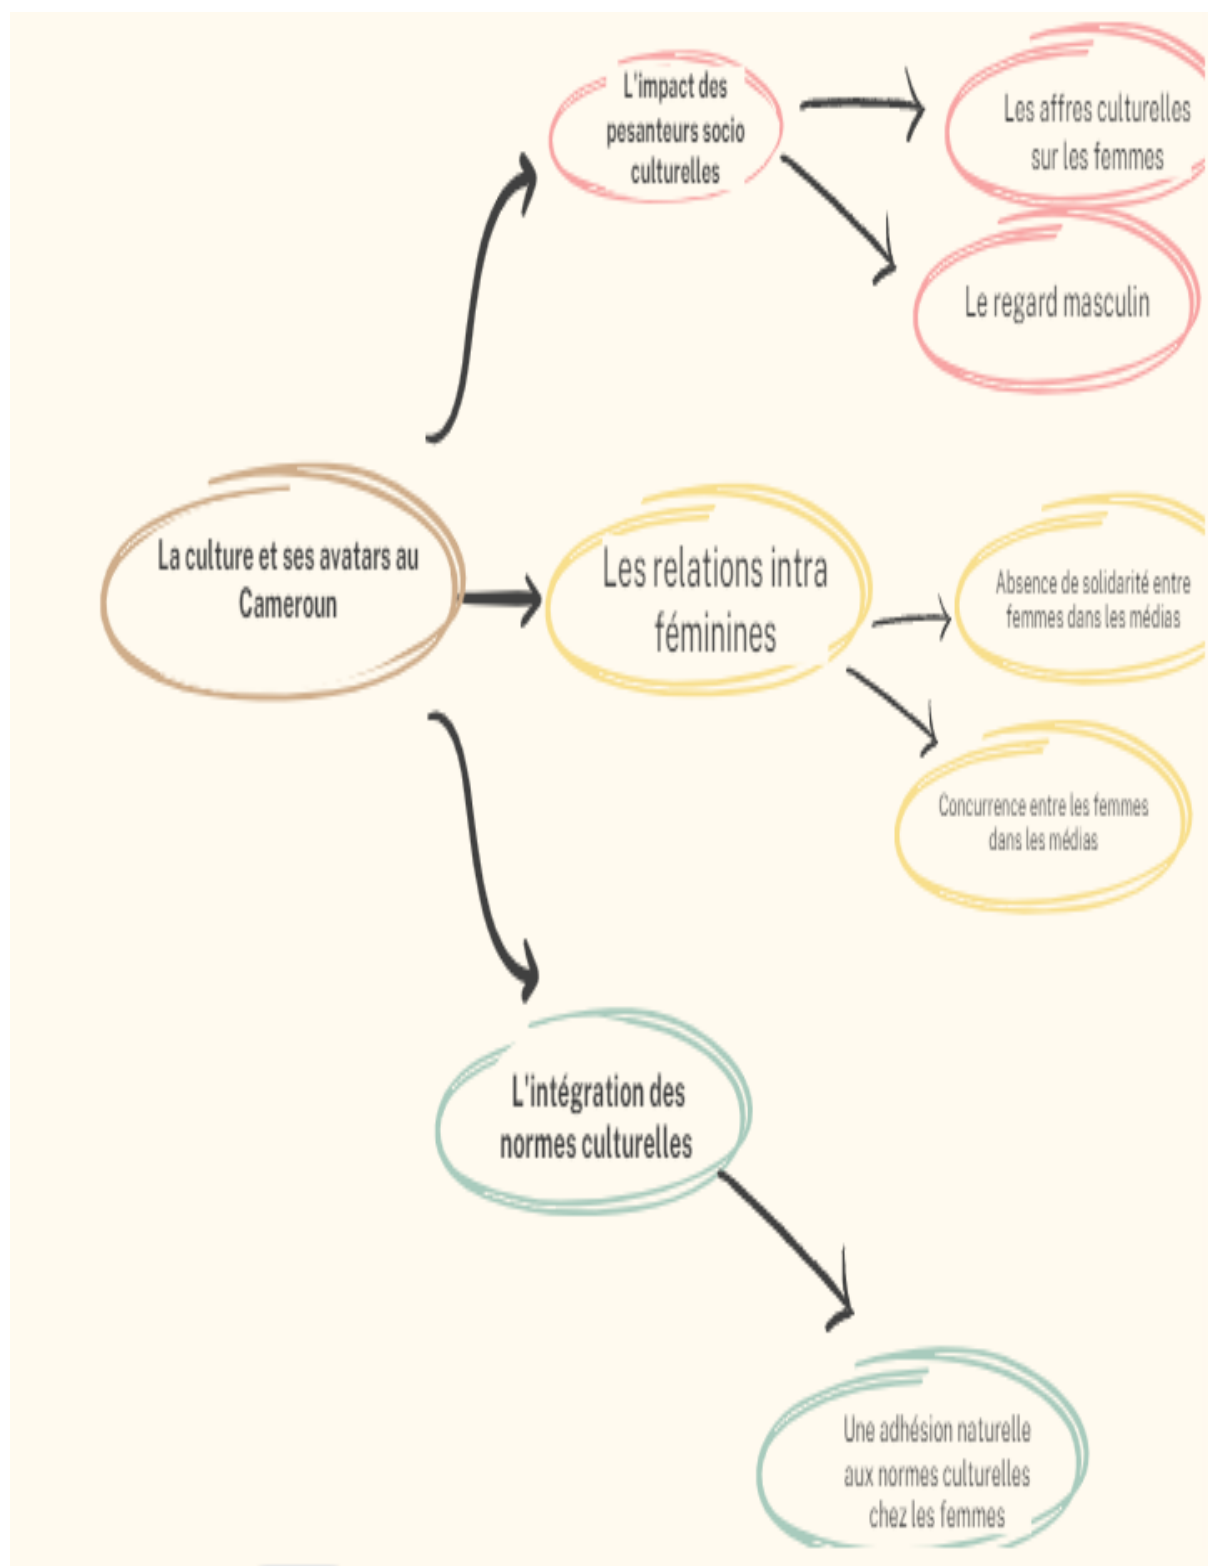 L'impact des
pesanteurs socio
culturelles
Les affres culturelles
sur les femmes
Le regard masculin
La culture et ses avatars au
Cameroun
Les relations intra
féminines
Absence de solidarité entre
femmes dans les médias
Concurrence entre les femmes
dans les médias
L'intégration des
normes culturelles
Une adhésion naturelle
aux normes culturelles
chez les femmes